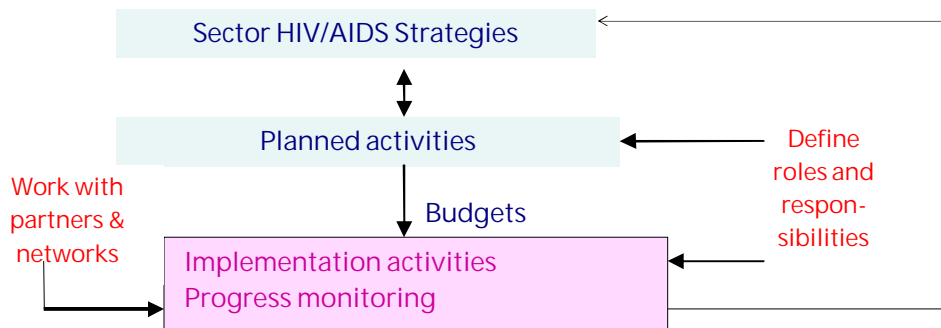 Sector HIV/AIDS Strategies
Planned activities
Define
roles and
respon-
sibilities
Work with
partners &
networks
Budgets
Implementation activities
Progress monitoring